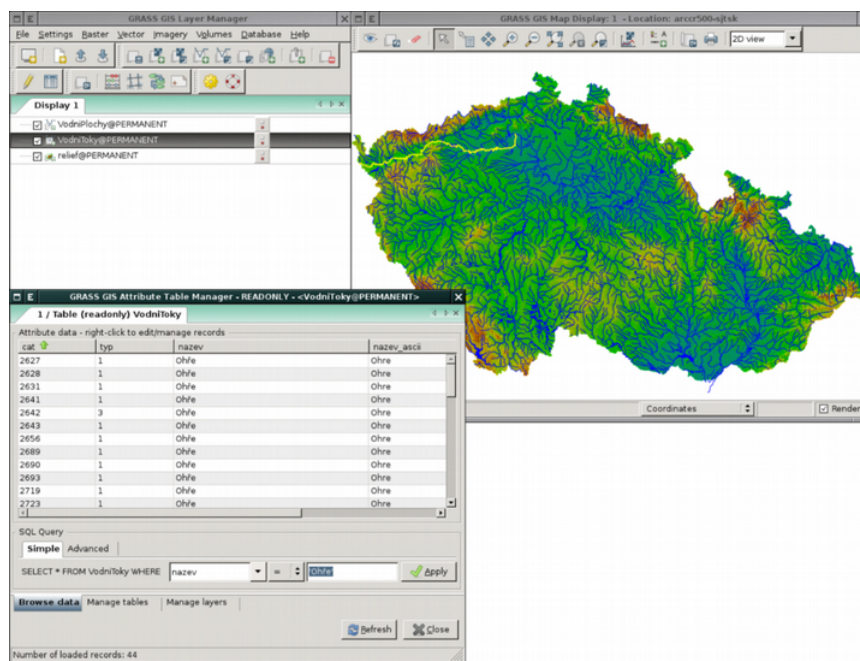 GRASS GIS Layer Manager
File Settings Raster Vector Imagery Volumes Database Help
Display 1
VodniPlochy@PERMANENT
VodniToky@PERMANENT
relief@PERMANENT
GRASS GIS Map Display: 1 - Location: arccr500-sjtsk
2D view
Coordinates
Render
GRASS GIS Attribute Table Manager - READONLY - <VodniToky@PERMANENT>
1 / Table (readonly) VodniToky
Attribute data - right-click to edit/manage records
cat typ nazev nazev_ascii
2627 1 Ohře Ohre
2628 1 Ohře Ohre
2631 1 Ohře Ohre
2641 1 Ohře Ohre
2642 3 Ohře Ohre
2643 1 Ohře Ohre
2656 1 Ohře Ohre
2689 1 Ohře Ohre
2690 1 Ohře Ohre
2693 1 Ohře Ohre
2719 1 Ohře Ohre
2723 1 Ohře Ohre
SQL Query
Simple Advanced
SELECT * FROM VodniToky WHERE nazev = 'Ohře' Apply
Browse data Manage tables Manage layers
Refresh Close
Number of loaded records: 44